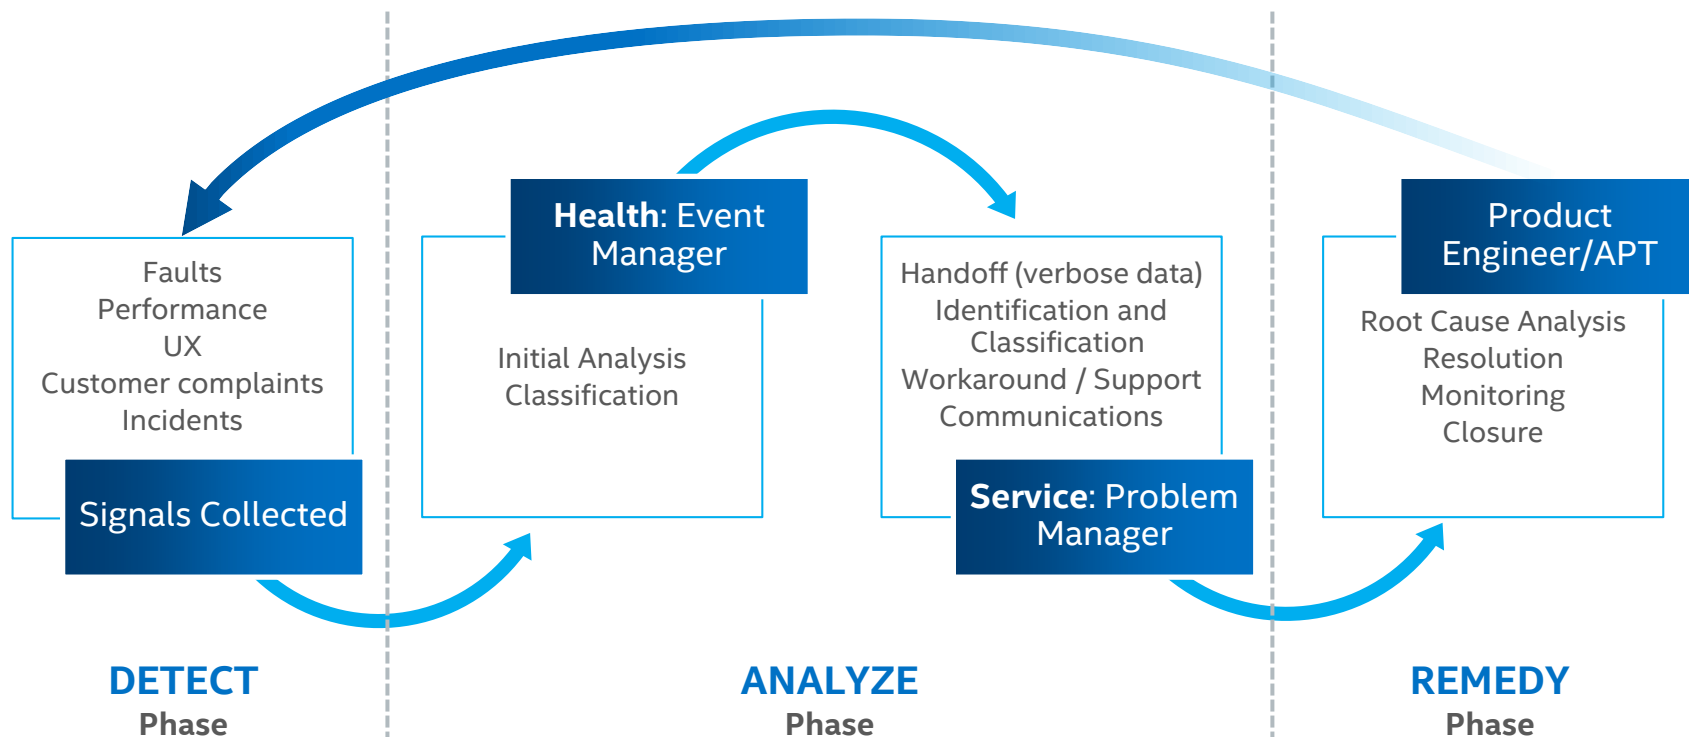 Faults
Performance
UX
Customer complaints
Incidents
Signals Collected
Health: Event
Manager
Initial Analysis
Classification
Handoff (verbose data)
Identification and
Classification
Workaround / Support
Communications
Service: Problem
Manager
Product
Engineer/APT
Root Cause Analysis
Resolution
Monitoring
Closure
DETECT
Phase
ANALYZE
Phase
REMEDY
Phase